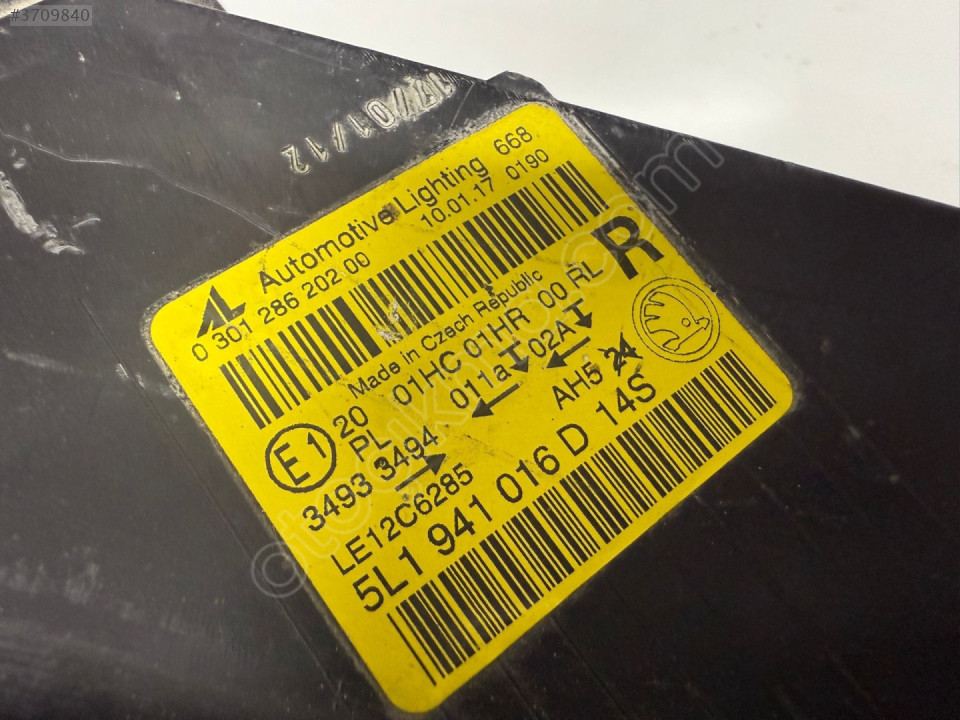 #3709840
17/01/12
Automotive Lighting 668
0 301 286 202 00 10.01.17 0190
Made in Czech Republic
R
E1 20 01HC 01HR 00 RL
PL 011a 02A
3493 3494
LE12C6285 AH5 24
5L1 941 016 D 14S